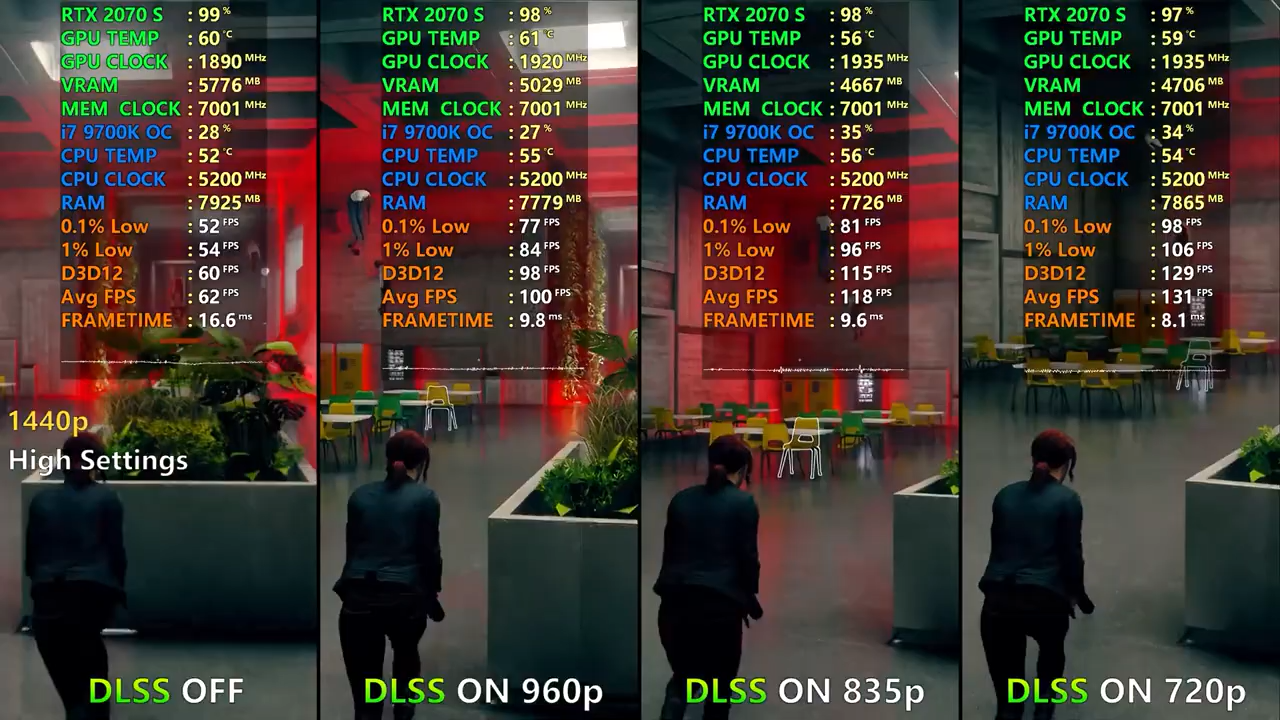 RTX 2070 S : 99 %
GPU TEMP : 60 °C
GPU CLOCK : 1890 MHz
VRAM : 5776 MB
MEM CLOCK : 7001 MHz
i7 9700K OC : 28 %
CPU TEMP : 52 °C
CPU CLOCK : 5200 MHz
RAM : 7925 MB
0.1% Low : 52 FPS
1% Low : 54 FPS
D3D12 : 60 FPS
Avg FPS : 62 FPS
FRAMETIME : 16.6 ms
1440p
High Settings
DLSS OFF
RTX 2070 S : 98 %
GPU TEMP : 61 °C
GPU CLOCK : 1920 MHz
VRAM : 5029 MB
MEM CLOCK : 7001 MHz
i7 9700K OC : 27 %
CPU TEMP : 55 °C
CPU CLOCK : 5200 MHz
RAM : 7779 MB
0.1% Low : 77 FPS
1% Low : 84 FPS
D3D12 : 98 FPS
Avg FPS : 100 FPS
FRAMETIME : 9.8 ms
DLSS ON 960p
RTX 2070 S : 98 %
GPU TEMP : 56 °C
GPU CLOCK : 1935 MHz
VRAM : 4667 MB
MEM CLOCK : 7001 MHz
i7 9700K OC : 35 %
CPU TEMP : 56 °C
CPU CLOCK : 5200 MHz
RAM : 7726 MB
0.1% Low : 81 FPS
1% Low : 96 FPS
D3D12 : 115 FPS
Avg FPS : 118 FPS
FRAMETIME : 9.6 ms
DLSS ON 835p
RTX 2070 S : 97 %
GPU TEMP : 59 °C
GPU CLOCK : 1935 MHz
VRAM : 4706 MB
MEM CLOCK : 7001 MHz
i7 9700K OC : 34 %
CPU TEMP : 54 °C
CPU CLOCK : 5200 MHz
RAM : 7865 MB
0.1% Low : 98 FPS
1% Low : 106 FPS
D3D12 : 129 FPS
Avg FPS : 131 FPS
FRAMETIME : 8.1 ms
DLSS ON 720p